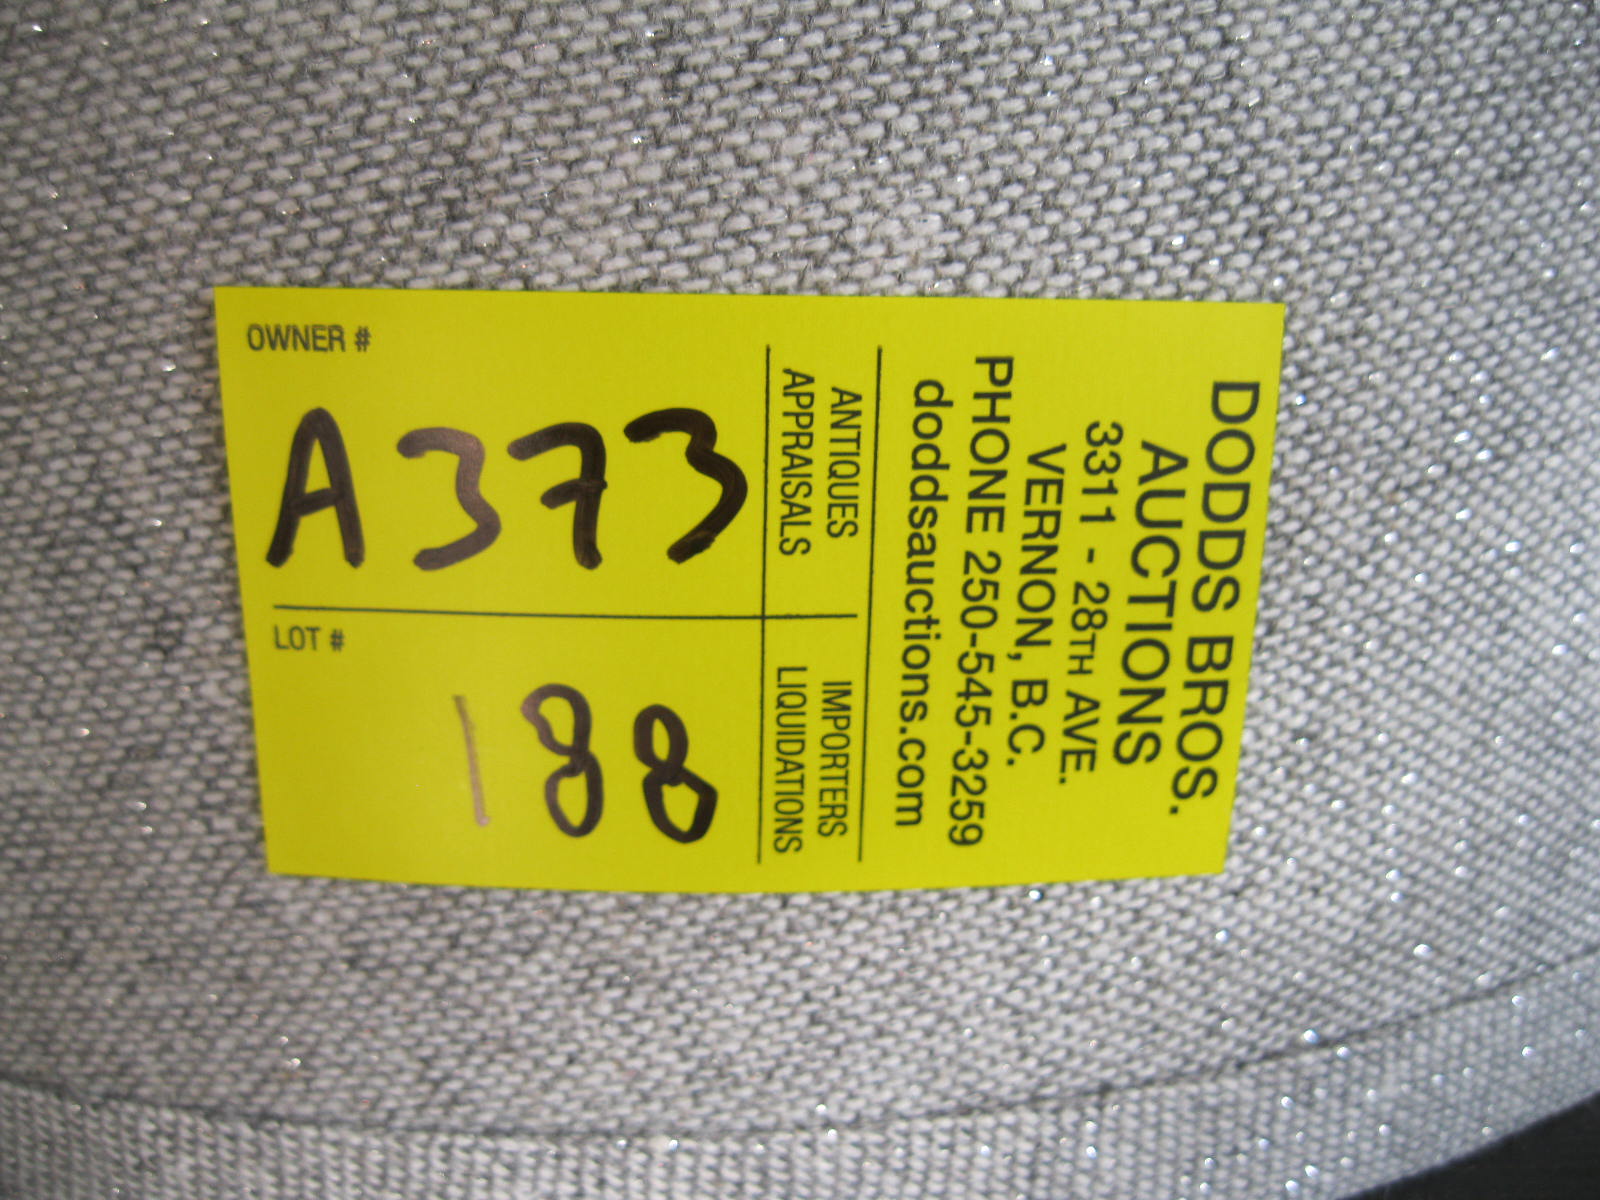 OWNER #
A373
LOT #
188
ANTIQUES
APPRAISALS
IMPORTERS
LIQUIDATIONS
DODDS BROS.
AUCTIONS
3311 - 28TH AVE.
VERNON, B.C.
PHONE 250-545-3259
doddsauctions.com